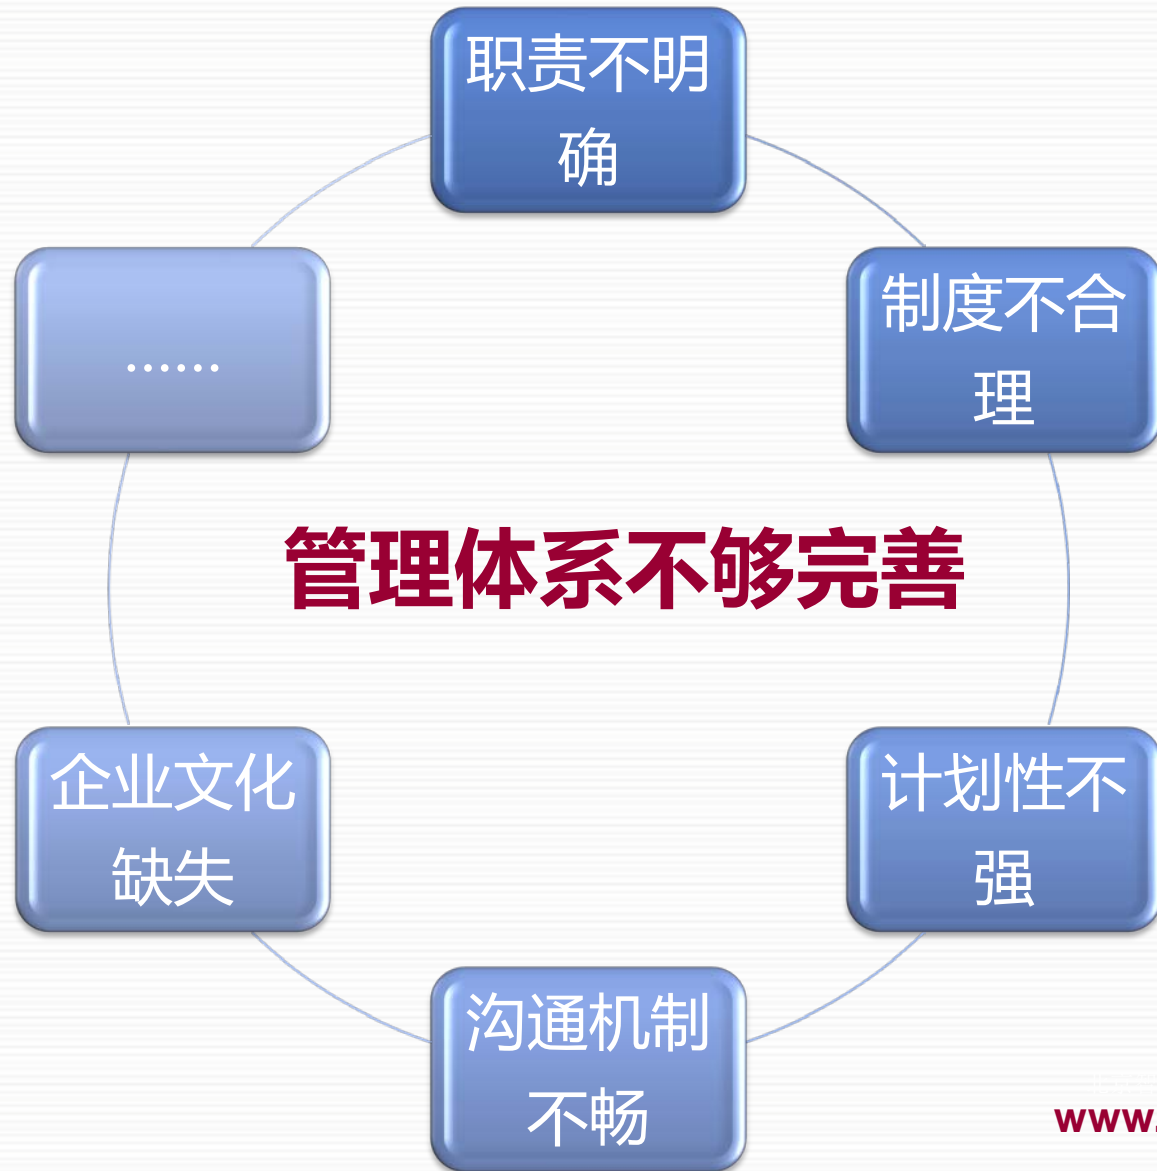 职责不明
确
制度不合
理
计划性不
强
沟通机制
不畅
企业文化
缺失
······
管理体系不够完善
www.